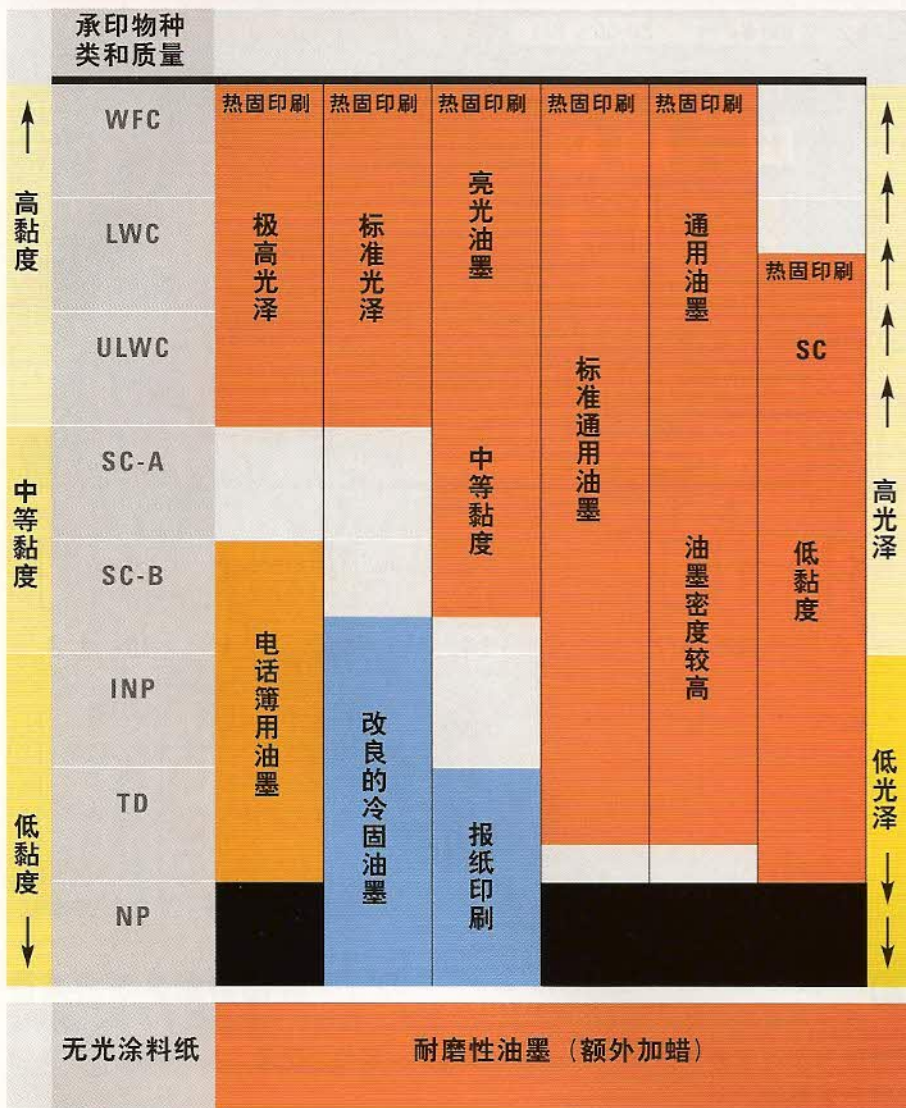 承印物种
类和质量
高黏度
中等黏度
低黏度
WFC
LWC
ULWC
SC-A
SC-B
INP
TD
NP
热固印刷
极高光泽
电话簿用油墨
热固印刷
标准光泽
改良的冷固油墨
热固印刷
亮光油墨
中等黏度
报纸印刷
热固印刷
标准通用油墨
热固印刷
通用油墨
油墨密度较高
热固印刷
SC
低黏度
高光泽
低光泽
无光涂料纸
耐磨性油墨（额外加蜡）